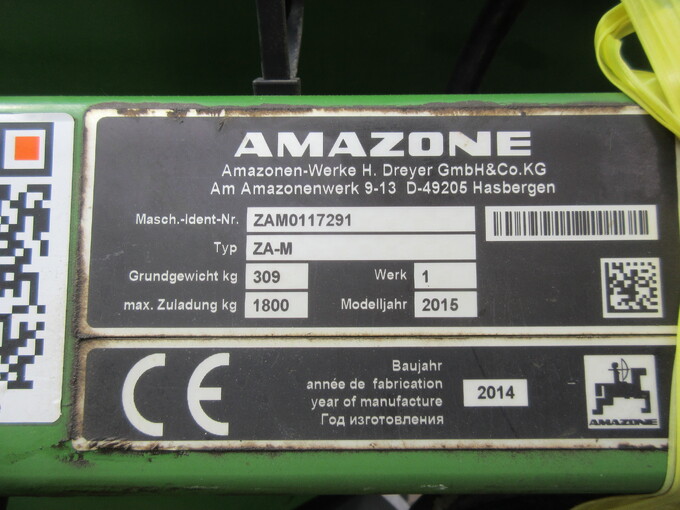 AMAZONE
Amazonen-Werke H. Dreyer GmbH&Co.KG
Am Amazonenwerk 9-13 D-49205 Hasbergen
Masch.-Ident-Nr. ZAM0117291
Typ ZA-M
Grundgewicht kg 309 Werk 1
max. Zuladung kg 1800 Modelljahr 2015
CE
Baujahr
année de fabrication
year of manufacture
Год изготовления
2014
AMAZONE